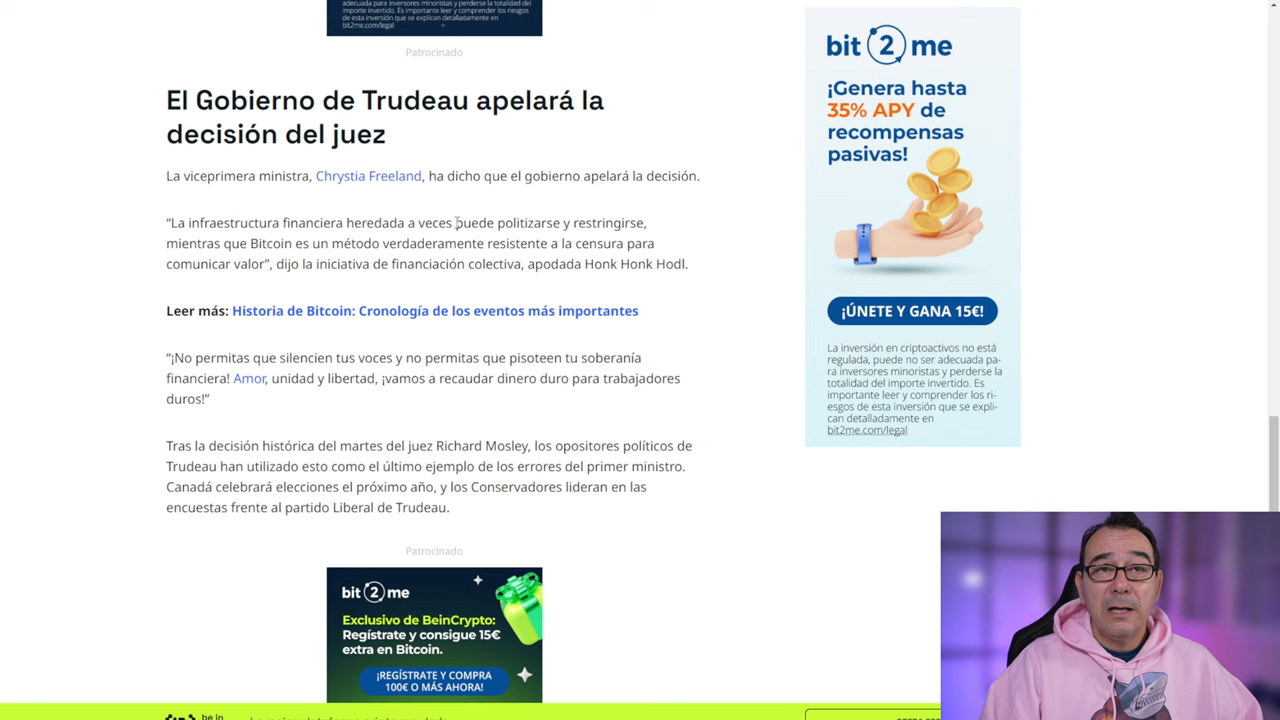 adecuada para inversores minoristas y perderse la totalidad del
importe invertido. Es importante leer y comprender los riesgos
de esta inversión que se explican detalladamente en
bit2me.com/legal
Patrocinado
El Gobierno de Trudeau apelará la
decisión del juez
La viceprimera ministra, Chrystia Freeland, ha dicho que el gobierno apelará la decisión.
“La infraestructura financiera heredada a veces puede politizarse y restringirse,
mientras que Bitcoin es un método verdaderamente resistente a la censura para
comunicar valor”, dijo la iniciativa de financiación colectiva, apodada Honk Honk Hodl.
Leer más: Historia de Bitcoin: Cronología de los eventos más importantes
“¡No permitas que silencien tus voces y no permitas que pisoteen tu soberanía
financiera! Amor, unidad y libertad, ¡vamos a recaudar dinero duro para trabajadores
duros!”
Tras la decisión histórica del martes del juez Richard Mosley, los opositores políticos de
Trudeau han utilizado esto como el último ejemplo de los errores del primer ministro.
Canadá celebrará elecciones el próximo año, y los Conservadores lideran en las
encuestas frente al partido Liberal de Trudeau.
Patrocinado
bit 2 me
Exclusivo de BeinCrypto:
Regístrate y consigue 15€
extra en Bitcoin.
¡REGÍSTRATE Y COMPRA
100€ O MÁS AHORA!
be in
bit 2 me
¡Genera hasta
35% APY de
recompensas
pasivas!
¡ÚNETE Y GANA 15€!
La inversión en criptoactivos no está
regulada, puede no ser adecuada pa-
ra inversores minoristas y perderse la
totalidad del importe invertido. Es
importante leer y comprender los ri-
esgos de esta inversión que se expli-
can detalladamente en
bit2me.com/legal